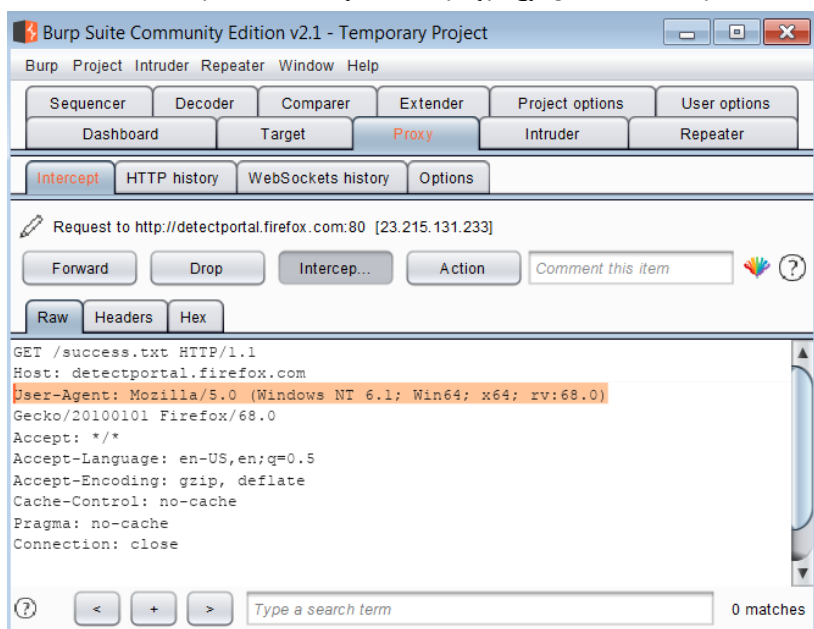 Burp Suite Community Edition v2.1 - Temporary Project
Burp Project Intruder Repeater Window Help
Sequencer Decoder Comparer Extender Project options User options
Dashboard Target Proxy Intruder Repeater
Intercept HTTP history WebSockets history Options
Request to http://detectportal.firefox.com:80 [23.215.131.233]
Forward Drop Intercep... Action Comment this item ?
Raw Headers Hex
GET /success.txt HTTP/1.1
Host: detectportal.firefox.com
User-Agent: Mozilla/5.0 (Windows NT 6.1; Win64; x64; rv:68.0)
Gecko/20100101 Firefox/68.0
Accept: */*
Accept-Language: en-US,en;q=0.5
Accept-Encoding: gzip, deflate
Cache-Control: no-cache
Pragma: no-cache
Connection: close
? < + > Type a search term 0 matches